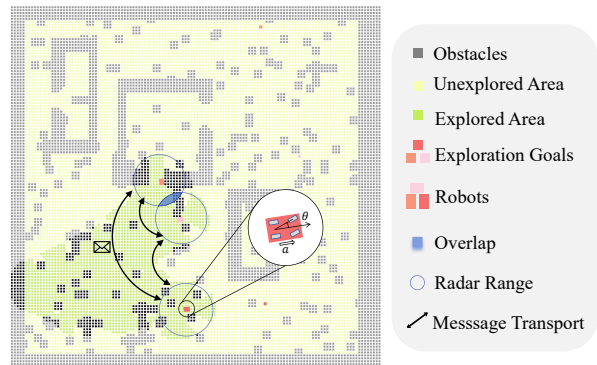 Obstacles
Unexplored Area
Explored Area
Exploration Goals
Robots
Overlap
Radar Range
Messsage Transport
θ
a